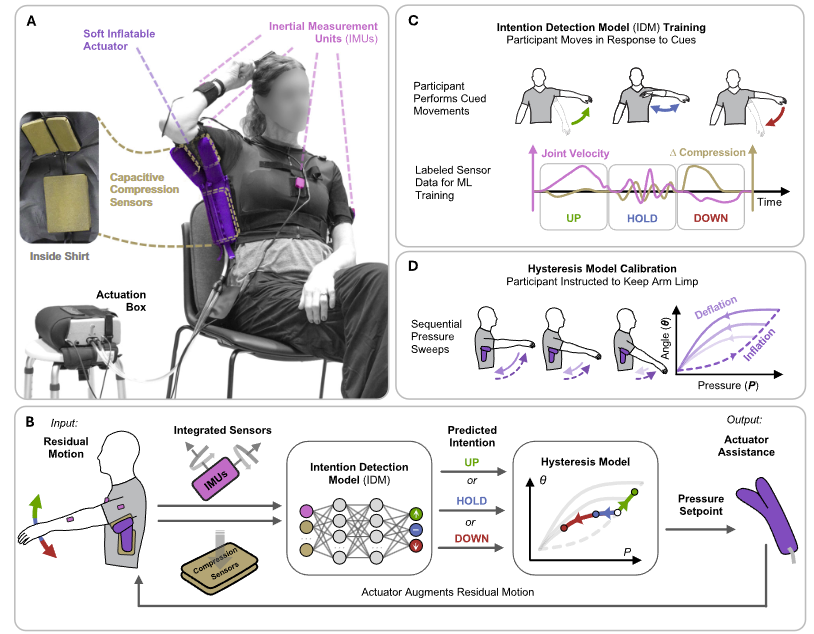 A
Soft Inflatable
Actuator
Inertial Measurement
Units (IMUs)
Capacitive
Compression
Sensors
Inside Shirt
Actuation
Box
C
Intention Detection Model (IDM) Training
Participant Moves in Response to Cues
Participant
Performs Cued
Movements
Labeled Sensor
Data for ML
Training
Joint Velocity
Δ Compression
Time
UP
HOLD
DOWN
D
Hysteresis Model Calibration
Participant Instructed to Keep Arm Limp
Sequential
Pressure
Sweeps
Angle (θ)
Deflation
Inflation
Pressure (P)
B
Input:
Residual
Motion
Integrated Sensors
IMUs
Compression
Sensors
Intention Detection
Model (IDM)
Predicted
Intention
UP
or
HOLD
or
DOWN
Hysteresis Model
θ
P
Pressure
Setpoint
Output:
Actuator
Assistance
Actuator Augments Residual Motion